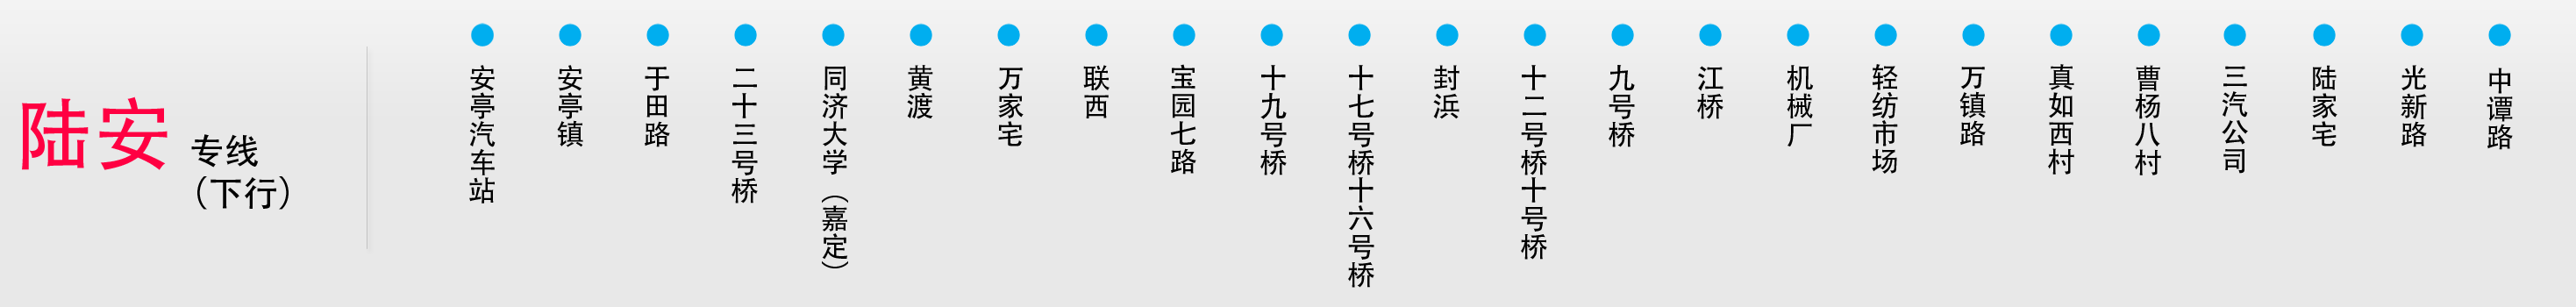 陆安
专线
（下行）
安亭汽车站
安亭镇
于田路
二十三号桥
同济大学（嘉定）
黄渡
万家宅
联西
宝园七路
十九号桥
十七号桥十六号桥
封浜
十二号桥十号桥
九号桥
江桥
机械厂
轻纺市场
万镇路
真如西村
曹杨八村
三汽公司
陆家宅
光新路
中谭路